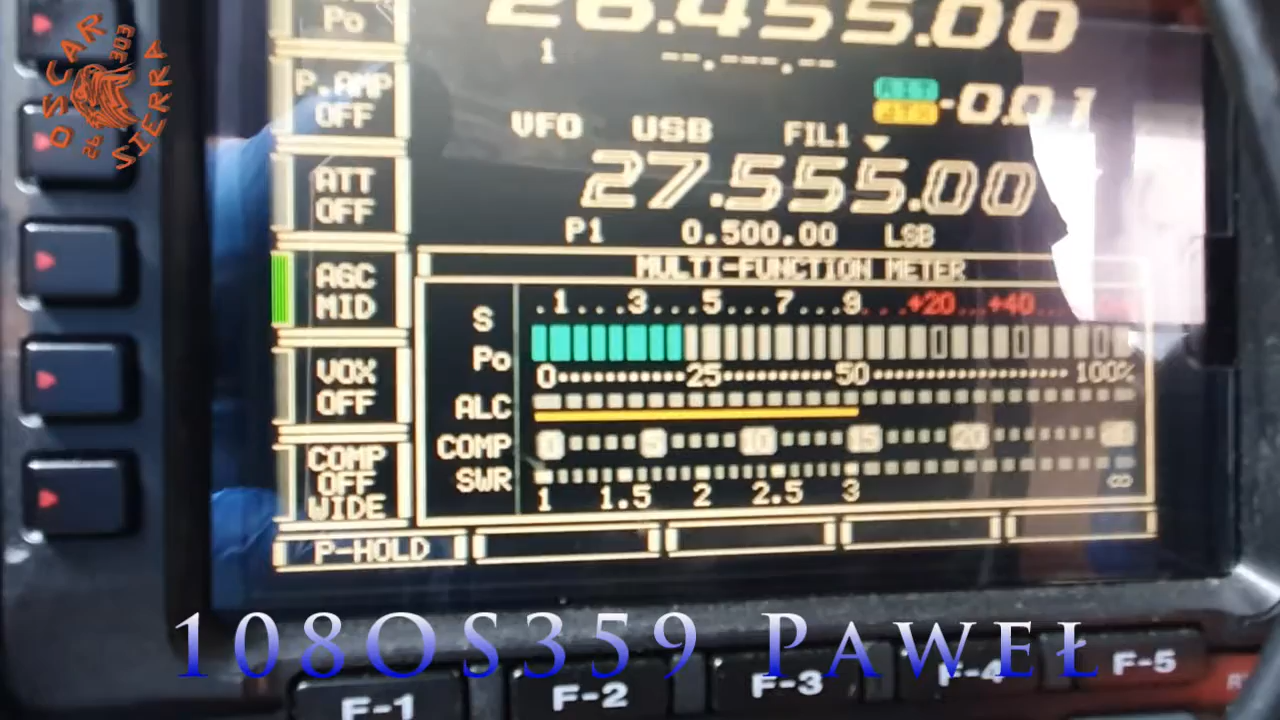 Po
26.455.00
1
--.---.--
P.AMP
OFF
RIT
ΔTX
-0.01
VFO USB FIL1
27.555.00
ATT
OFF
P1 0.500.00 LSB
MULTI-FUNCTION METER
AGC
MID
S .1...3...5...7...9...+20...+40...
Po 0 25 50 100%
VOX
OFF
ALC
COMP 0 5 10 15 20
SWR 1 1.5 2 2.5 3 ∞
COMP
OFF
WIDE
P-HOLD
OSCAR
SIERRA
303
26
108OS359 Paweł
F-1 F-2 F-3 F-4 F-5